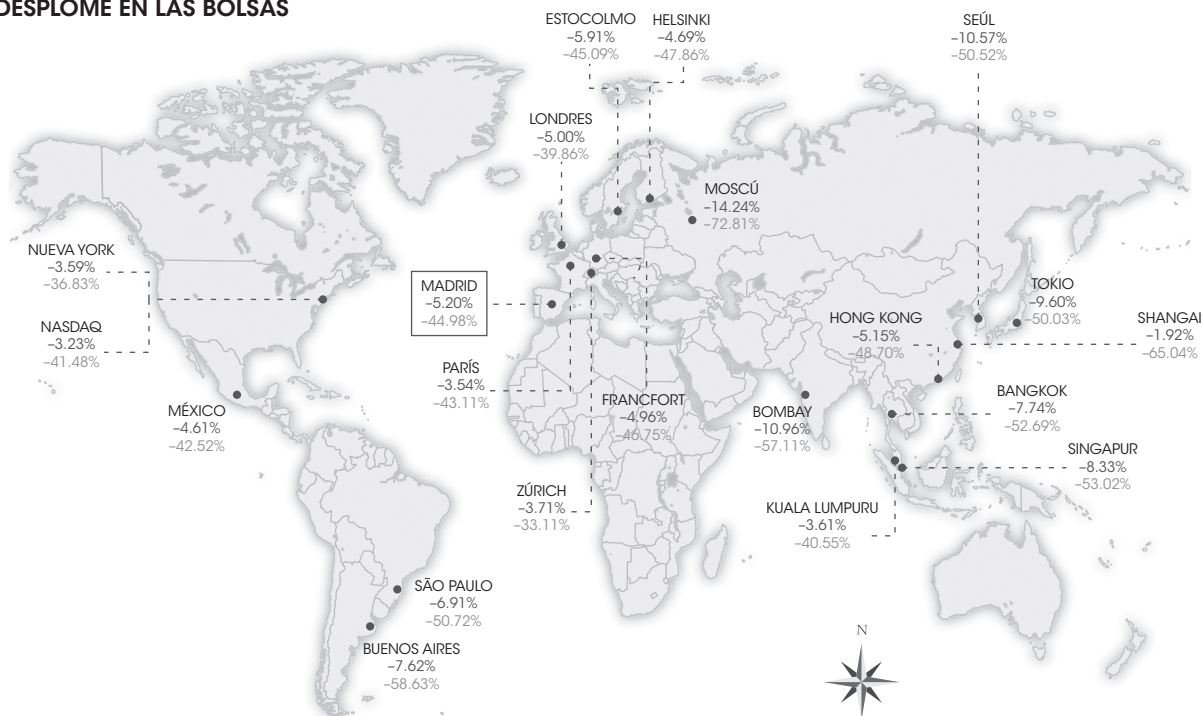 DESPLOME EN LAS BOLSAS
ESTOCOLMO
–5.91%
–45.09%
HELSINKI
–4.69%
–47.86%
SEÚL
–10.57%
–50.52%
LONDRES
–5.00%
–39.86%
MOSCÚ
–14.24%
–72.81%
NUEVA YORK
–3.59%
–36.83%
NASDAQ
–3.23%
–41.48%
MADRID
–5.20%
–44.98%
TOKIO
–9.60%
–50.03%
HONG KONG
–5.15%
–48.70%
SHANGAI
–1.92%
–65.04%
PARÍS
–3.54%
–43.11%
FRANCFORT
–4.96%
–46.75%
MÉXICO
–4.61%
–42.52%
BOMBAY
–10.96%
–57.11%
BANGKOK
–7.74%
–52.69%
SINGAPUR
–8.33%
–53.02%
ZÚRICH
–3.71%
–33.11%
KUALA LUMPURU
–3.61%
–40.55%
SÃO PAULO
–6.91%
–50.72%
BUENOS AIRES
–7.62%
–58.63%
N